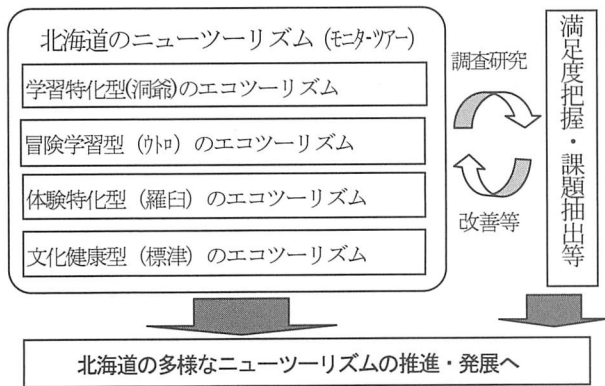 北海道のニューツーリズム (ﾓﾆﾀｰﾂｱｰ)
学習特化型(洞爺)のエコツーリズム
冒険学習型（ｳﾄﾛ）のエコツーリズム
体験特化型（羅臼）のエコツーリズム
文化健康型（標津）のエコツーリズム
調査研究
改善等
満足度把握・課題抽出等
北海道の多様なニューツーリズムの推進・発展へ